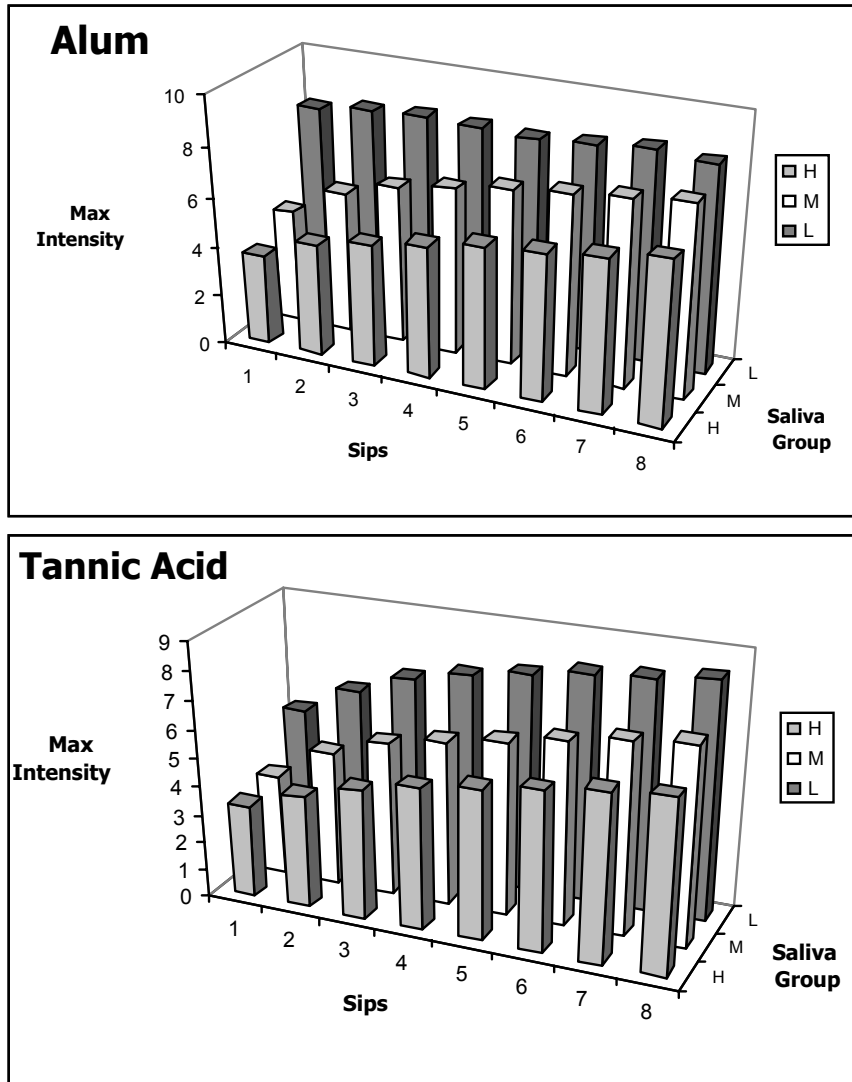 Alum
10
8
6
4
2
0
Max
Intensity
1
2
3
4
5
6
7
8
Sips
H
M
L
Saliva
Group
H
M
L
Tannic Acid
9
8
7
6
5
4
3
2
1
0
Max
Intensity
1
2
3
4
5
6
7
8
Sips
H
M
L
Saliva
Group
H
M
L